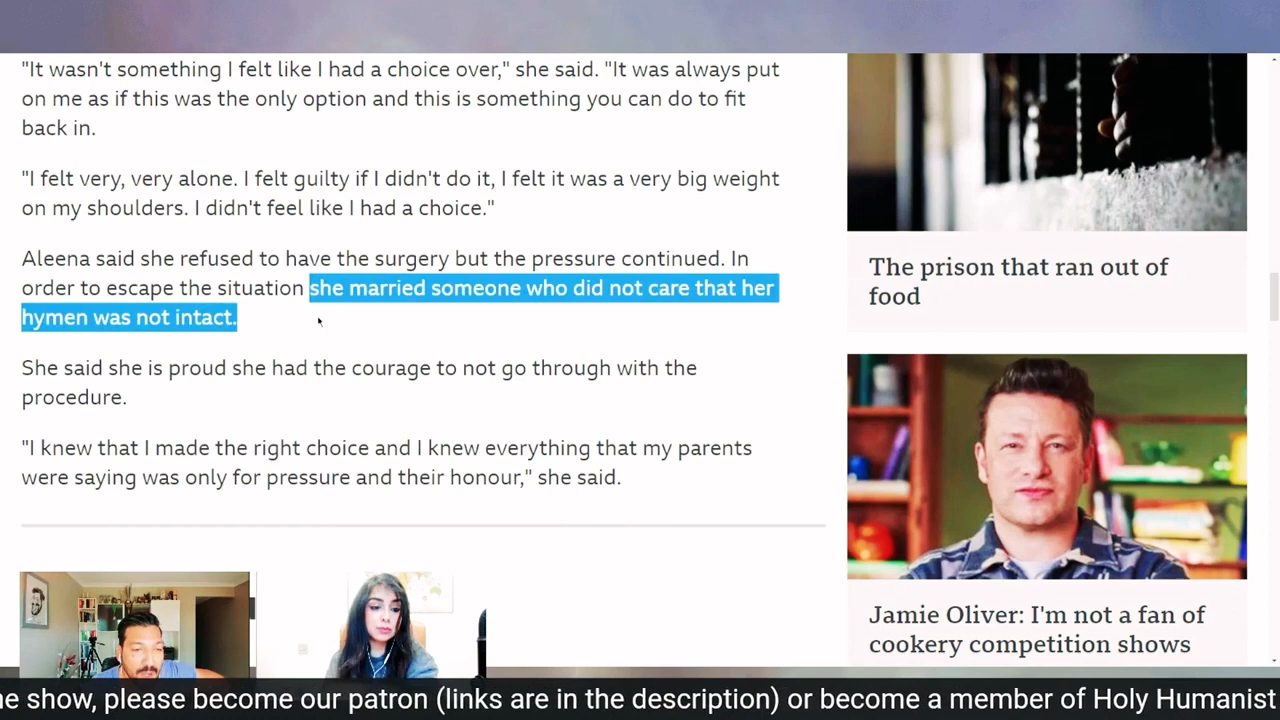 "It wasn't something I felt like I had a choice over," she said. "It was always put
on me as if this was the only option and this is something you can do to fit
back in.
"I felt very, very alone. I felt guilty if I didn't do it, I felt it was a very big weight
on my shoulders. I didn't feel like I had a choice."
Aleena said she refused to have the surgery but the pressure continued. In
order to escape the situation she married someone who did not care that her
hymen was not intact.
She said she is proud she had the courage to not go through with the
procedure.
"I knew that I made the right choice and I knew everything that my parents
were saying was only for pressure and their honour," she said.
The prison that ran out of
food
Jamie Oliver: I'm not a fan of
cookery competition shows
e show, please become our patron (links are in the description) or become a member of Holy Humanist